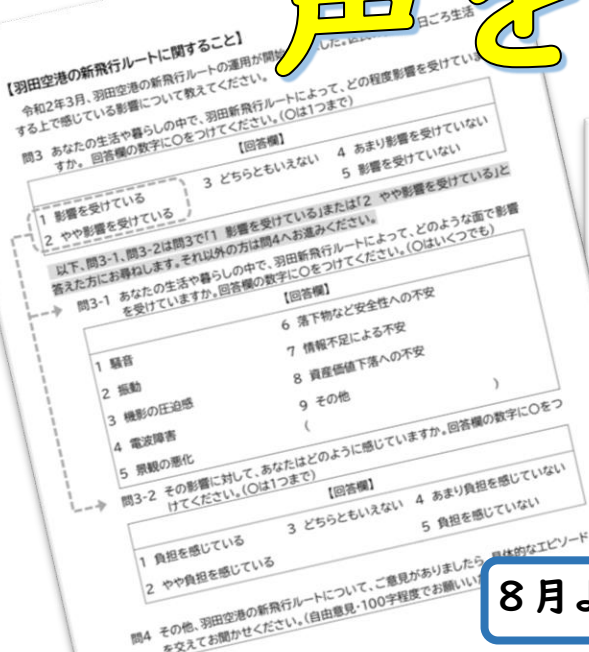 声を
【羽田空港の新飛行ルートに関すること】
令和2年3月、羽田空港の新飛行ルートの運用が開始 した。 日ごろ生活
する上で感じている影響について教えてください。
問3 あなたの生活や暮らしの中で、羽田新飛行ルートによって、どの程度影響を受けていま
すか。 回答欄の数字に○をつけてください。(○は1つまで)
【回答欄】
1 影響を受けている
2 やや影響を受けている
3 どちらともいえない
4 あまり影響を受けていない
5 影響を受けていない
以下、問3-1、問3-2は問3で「1 影響を受けている」または「2 やや影響を受けている」と
答えた方にお尋ねします。それ以外の方は問4へお進みください。
問3-1 あなたの生活や暮らしの中で、羽田新飛行ルートによって、どのような面で影響
を受けていますか。回答欄の数字に○をつけてください。(○はいくつでも)
【回答欄】
1 騒音
2 振動
3 機影の圧迫感
4 電波障害
5 景観の悪化
6 落下物など安全性への不安
7 情報不足による不安
8 資産価値下落への不安
9 その他
( )
問3-2 その影響に対して、あなたはどのように感じていますか。回答欄の数字に○をつ
けてください。(○は1つまで)
【回答欄】
1 負担を感じている
2 やや負担を感じている
3 どちらともいえない
4 あまり負担を感じていない
5 負担を感じていない
問4 その他、羽田空港の新飛行ルートについて、ご意見がありましたら、具体的なエピソード
を交えてお聞かせください。(自由意見・100字程度でお願いいた
8月